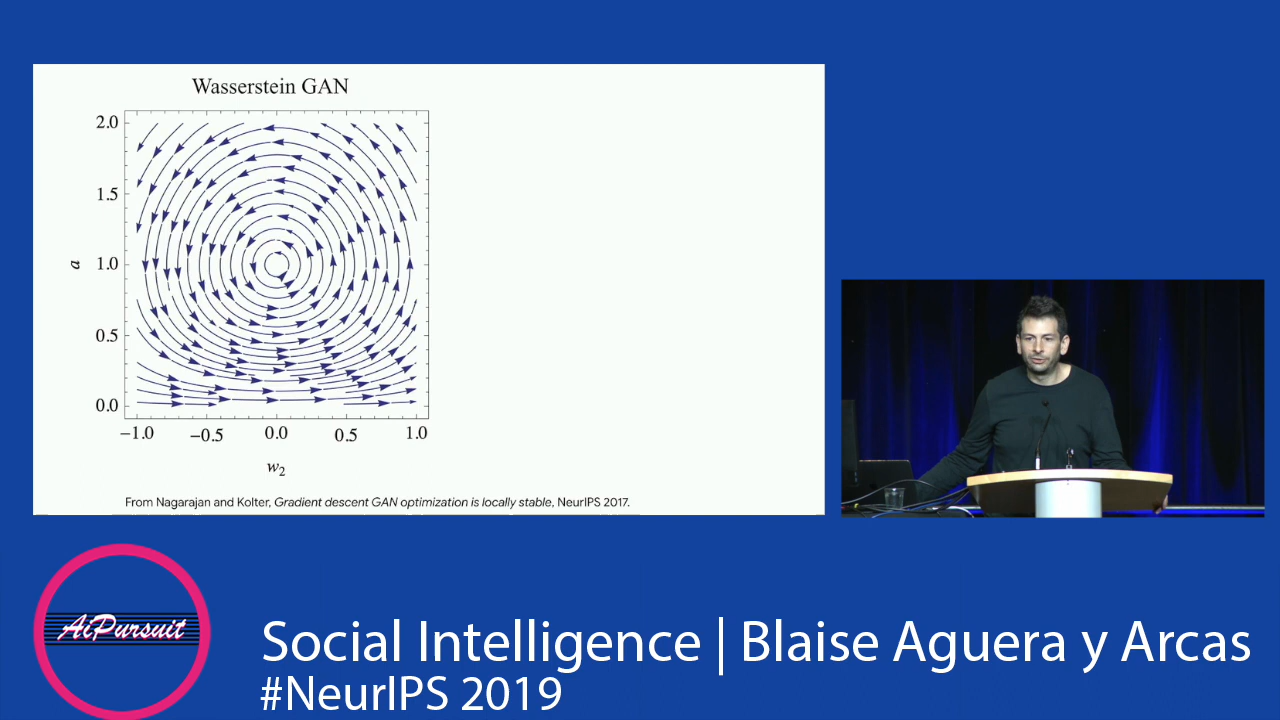 Wasserstein GAN
2.0
1.5
1.0
0.5
0.0
a
−1.0 −0.5 0.0 0.5 1.0
w2
From Nagarajan and Kolter, Gradient descent GAN optimization is locally stable, NeurIPS 2017.
AiPursuit
Social Intelligence | Blaise Aguera y Arcas
#NeurIPS 2019